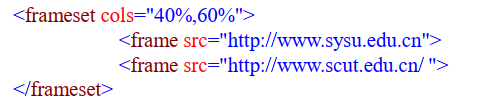 <frameset cols="40%,60%">
<frame src="http://www.sysu.edu.cn">
<frame src="http://www.scut.edu.cn/ ">
</frameset>